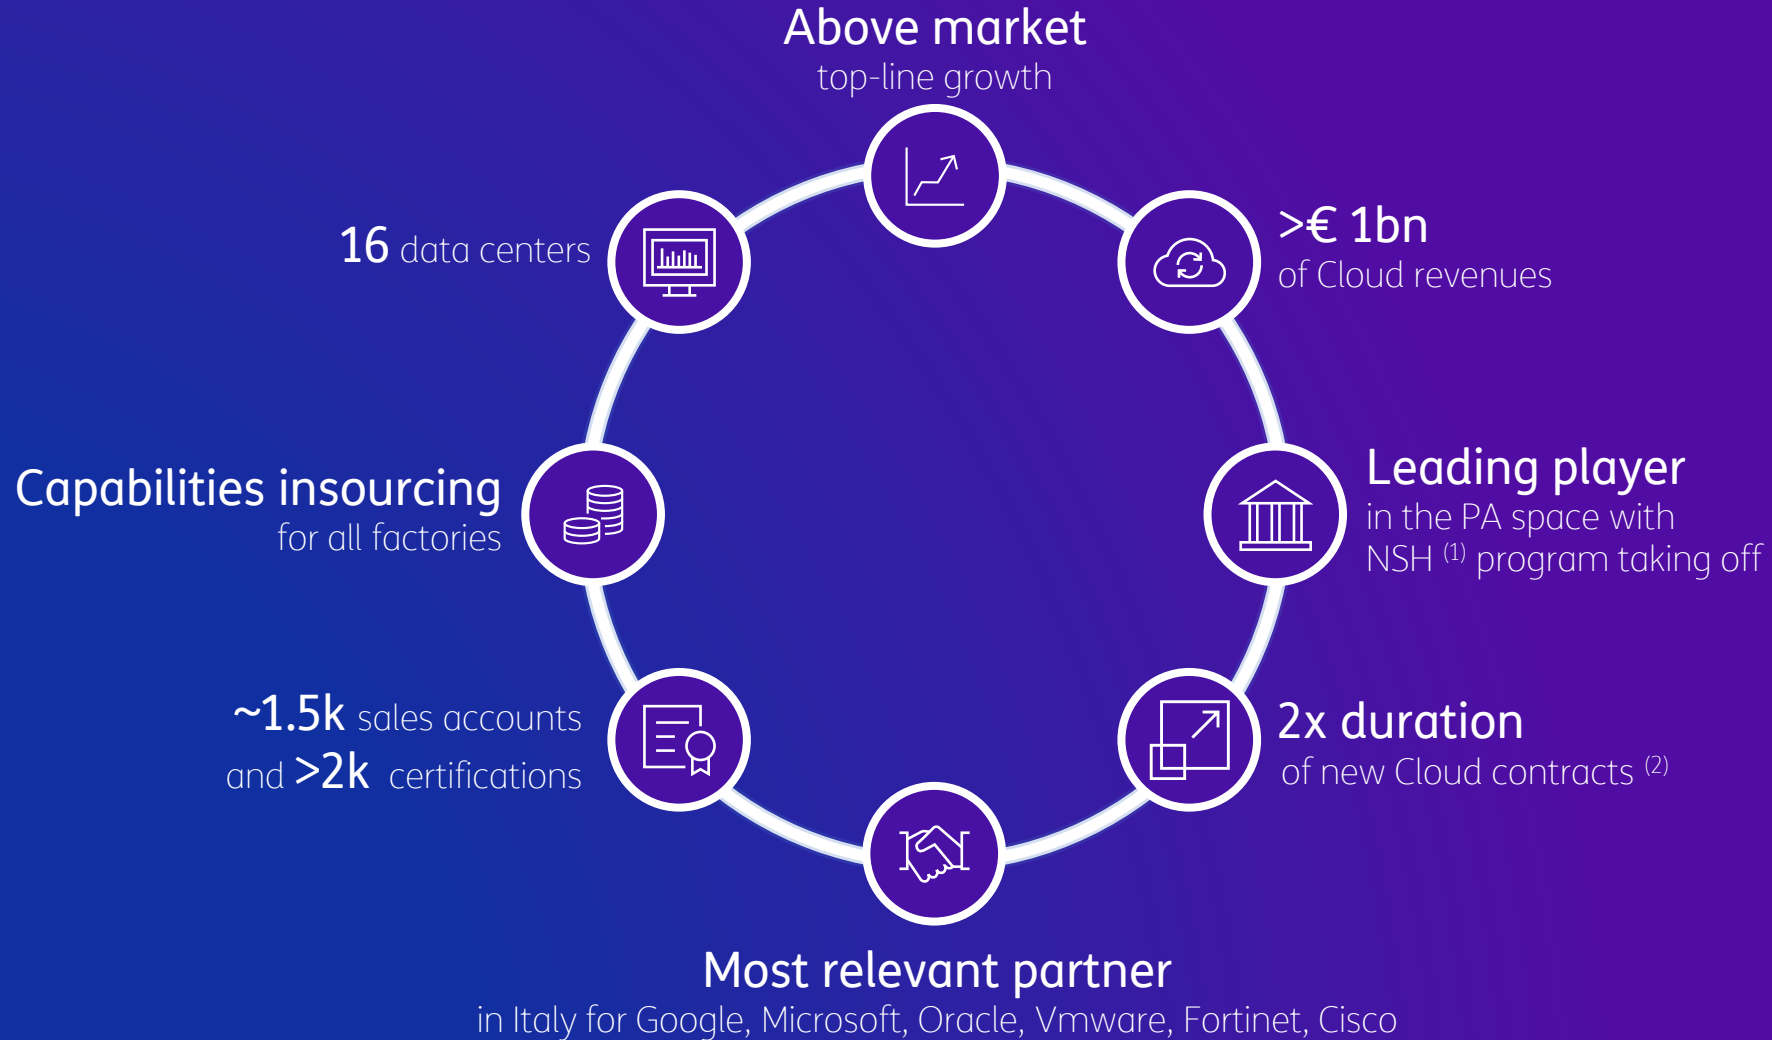 Above market
top-line growth
>€ 1bn
of Cloud revenues
Leading player
in the PA space with
NSH (1) program taking off
2x duration
of new Cloud contracts (2)
Most relevant partner
in Italy for Google, Microsoft, Oracle, Vmware, Fortinet, Cisco
~1.5k sales accounts
and >2k certifications
Capabilities insourcing
for all factories
16 data centers